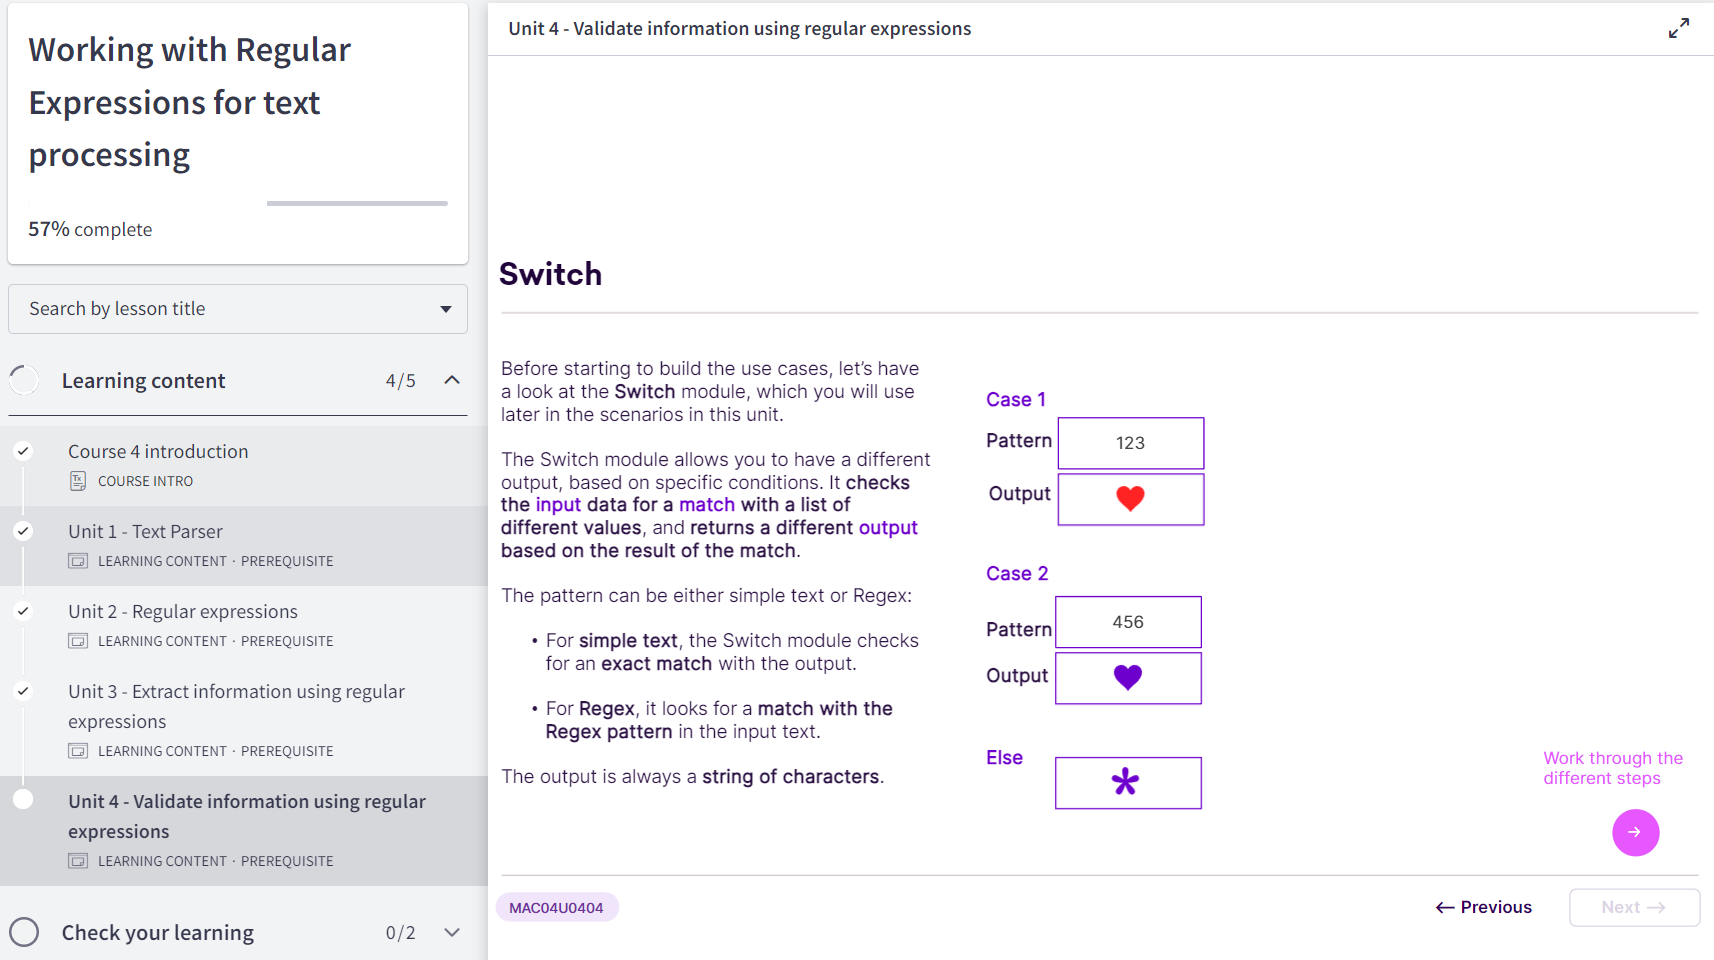 Working with Regular
Expressions for text
processing
57% complete
Search by lesson title
Learning content 4/5
Course 4 introduction
COURSE INTRO
Unit 1 - Text Parser
LEARNING CONTENT · PREREQUISITE
Unit 2 - Regular expressions
LEARNING CONTENT · PREREQUISITE
Unit 3 - Extract information using regular
expressions
LEARNING CONTENT · PREREQUISITE
Unit 4 - Validate information using regular
expressions
LEARNING CONTENT · PREREQUISITE
Check your learning 0/2
Unit 4 - Validate information using regular expressions
Switch
Before starting to build the use cases, let’s have
a look at the Switch module, which you will use
later in the scenarios in this unit.
The Switch module allows you to have a different
output, based on specific conditions. It checks
the input data for a match with a list of
different values, and returns a different output
based on the result of the match.
The pattern can be either simple text or Regex:
• For simple text, the Switch module checks
for an exact match with the output.
• For Regex, it looks for a match with the
Regex pattern in the input text.
The output is always a string of characters.
Case 1
Pattern 123
Output
Case 2
Pattern 456
Output
Else *
Work through the
different steps
MAC04U0404
← Previous
Next →